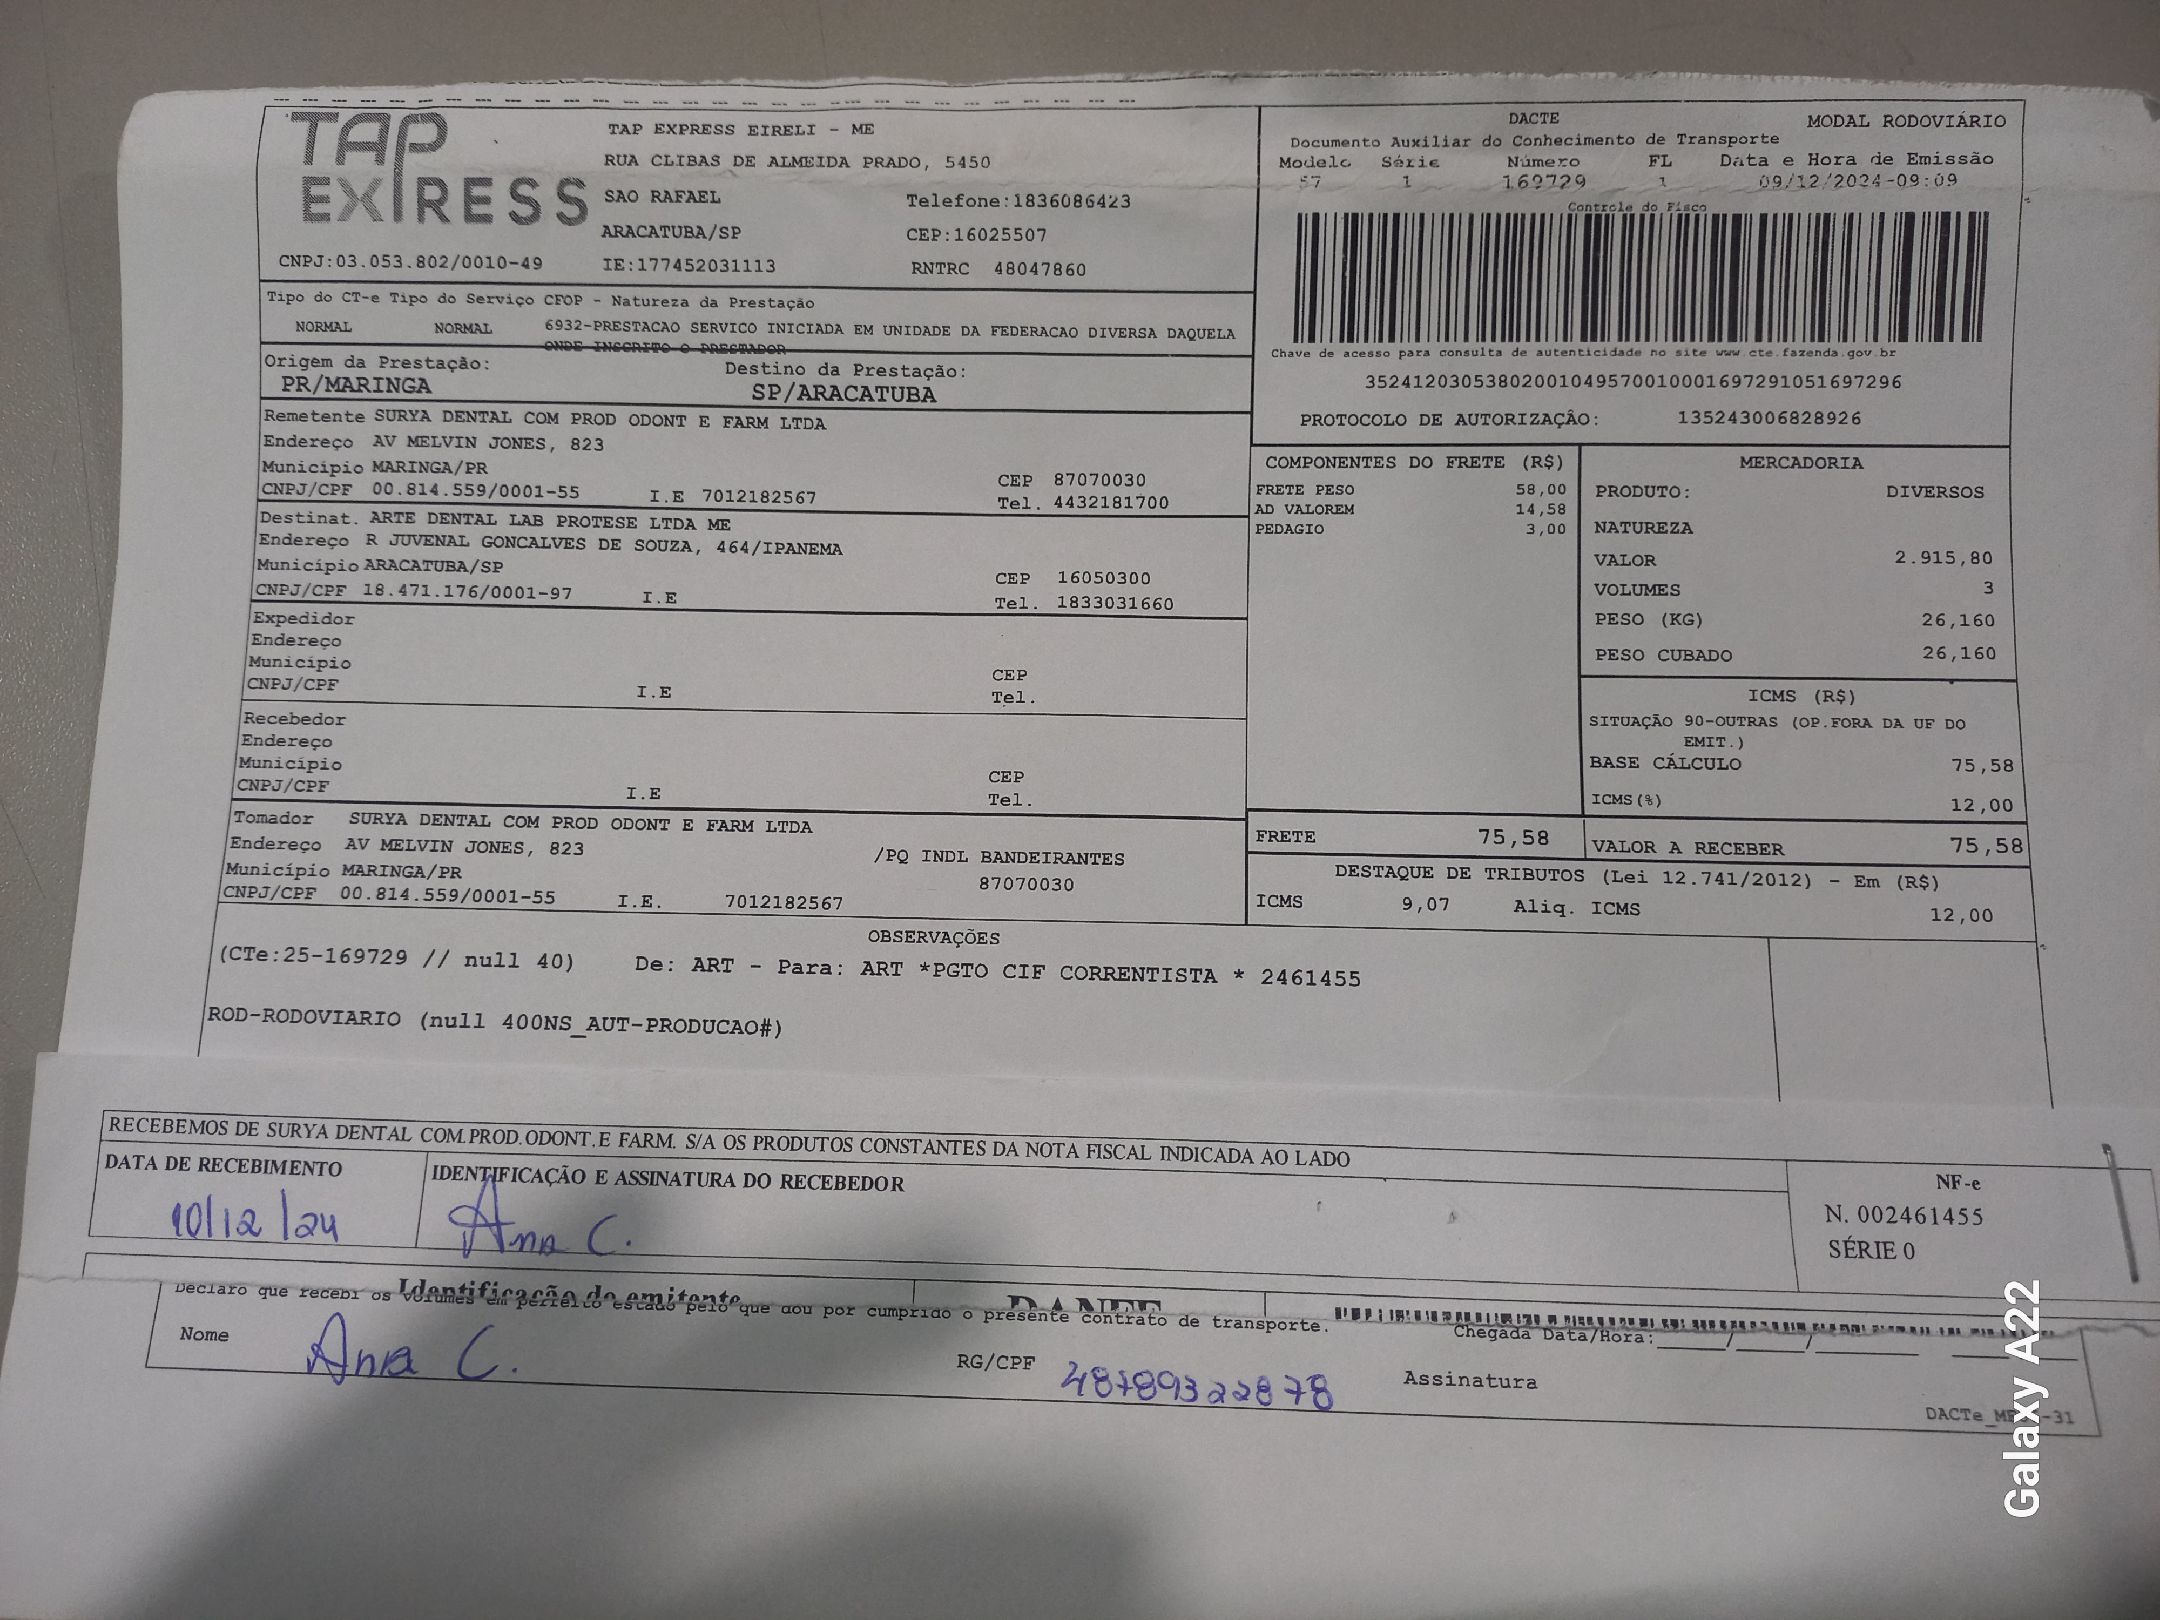 TAP EXPRESS
TAP EXPRESS EIRELI - ME
RUA CLIBAS DE ALMEIDA PRADO, 5450
SAO RAFAEL Telefone:1836086423
ARACATUBA/SP CEP:16025507
CNPJ:03.053.802/0010-49 IE:177452031113 RNTRC 48047860
DACTE MODAL RODOVIÁRIO
Documento Auxiliar do Conhecimento de Transporte
Modelo Série Número FL Data e Hora de Emissão
57 1 169729 1 09/12/2024-09:09
Controle do Fisco
Chave de acesso para consulta de autenticidade no site www.cte.fazenda.gov.br
35241203053802001049570010001697291051697296
PROTOCOLO DE AUTORIZAÇÃO: 135243006828926
Tipo do CT-e Tipo do Serviço CFOP - Natureza da Prestação
NORMAL NORMAL 6932-PRESTACAO SERVICO INICIADA EM UNIDADE DA FEDERACAO DIVERSA DAQUELA
ONDE INSCRITO O PRESTADOR
Origem da Prestação: Destino da Prestação:
PR/MARINGA SP/ARACATUBA
Remetente SURYA DENTAL COM PROD ODONT E FARM LTDA
Endereço AV MELVIN JONES, 823
Município MARINGA/PR CEP 87070030
CNPJ/CPF 00.814.559/0001-55 I.E 7012182567 Tel. 4432181700
Destinat. ARTE DENTAL LAB PROTESE LTDA ME
Endereço R JUVENAL GONCALVES DE SOUZA, 464/IPANEMA
Município ARACATUBA/SP CEP 16050300
CNPJ/CPF 18.471.176/0001-97 I.E Tel. 1833031660
Expedidor
Endereço
Município CEP
CNPJ/CPF I.E Tel.
Recebedor
Endereço
Município CEP
CNPJ/CPF I.E Tel.
Tomador SURYA DENTAL COM PROD ODONT E FARM LTDA
Endereço AV MELVIN JONES, 823 /PQ INDL BANDEIRANTES
Município MARINGA/PR 87070030
CNPJ/CPF 00.814.559/0001-55 I.E. 7012182567
COMPONENTES DO FRETE (R$)
FRETE PESO 58,00
AD VALOREM 14,58
PEDAGIO 3,00
MERCADORIA
PRODUTO: DIVERSOS
NATUREZA
VALOR 2.915,80
VOLUMES 3
PESO (KG) 26,160
PESO CUBADO 26,160
ICMS (R$)
SITUAÇÃO 90-OUTRAS (OP.FORA DA UF DO
EMIT.)
BASE CÁLCULO 75,58
ICMS(%) 12,00
FRETE 75,58 VALOR A RECEBER 75,58
DESTAQUE DE TRIBUTOS (Lei 12.741/2012) - Em (R$)
ICMS 9,07 Aliq. ICMS 12,00
OBSERVAÇÕES
(CTe:25-169729 // null 40) De: ART - Para: ART *PGTO CIF CORRENTISTA * 2461455
ROD-RODOVIARIO (null 400NS_AUT-PRODUCAO#)
RECEBEMOS DE SURYA DENTAL COM.PROD.ODONT.E FARM. S/A OS PRODUTOS CONSTANTES DA NOTA FISCAL INDICADA AO LADO
DATA DE RECEBIMENTO IDENTIFICAÇÃO E ASSINATURA DO RECEBEDOR
10/12/24 Ana C.
NF-e
N. 002461455
SÉRIE 0
Identificação do emitente DANFE
Declaro que recebi os volumes em perfeito estado pelo que dou por cumprido o presente contrato de transporte.
Chegada Data/Hora:_____/_____/_____ _____
Nome Ana C. RG/CPF 48789322878 Assinatura
Galaxy A22